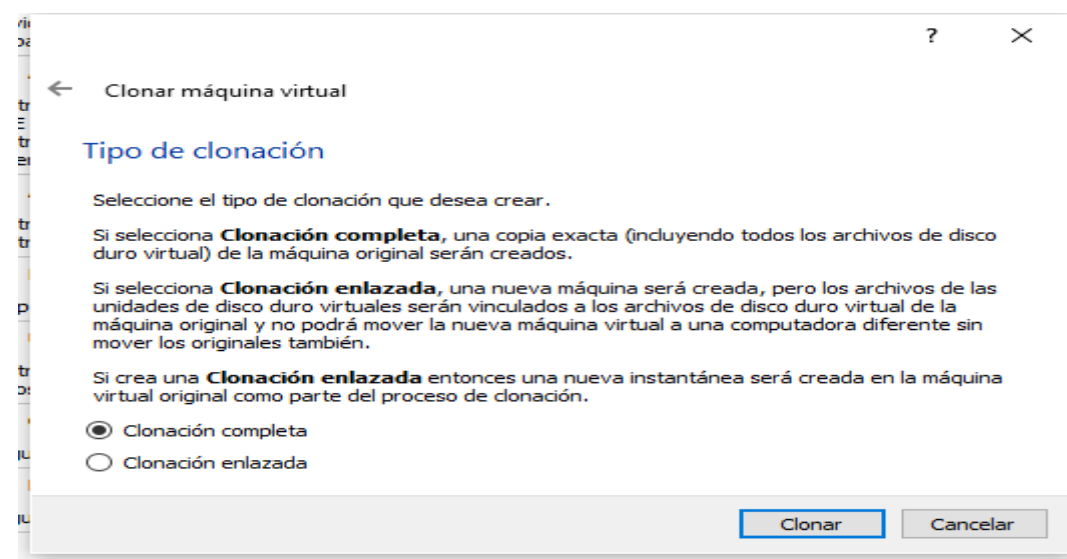 ?
Clonar máquina virtual
Tipo de clonación
Seleccione el tipo de clonación que desea crear.
Si selecciona Clonación completa, una copia exacta (incluyendo todos los archivos de disco
duro virtual) de la máquina original serán creados.
Si selecciona Clonación enlazada, una nueva máquina será creada, pero los archivos de las
unidades de disco duro virtuales serán vinculados a los archivos de disco duro virtual de la
máquina original y no podrá mover la nueva máquina virtual a una computadora diferente sin
mover los originales también.
Si crea una Clonación enlazada entonces una nueva instantánea será creada en la máquina
virtual original como parte del proceso de clonación.
Clonación completa
Clonación enlazada
Clonar
Cancelar